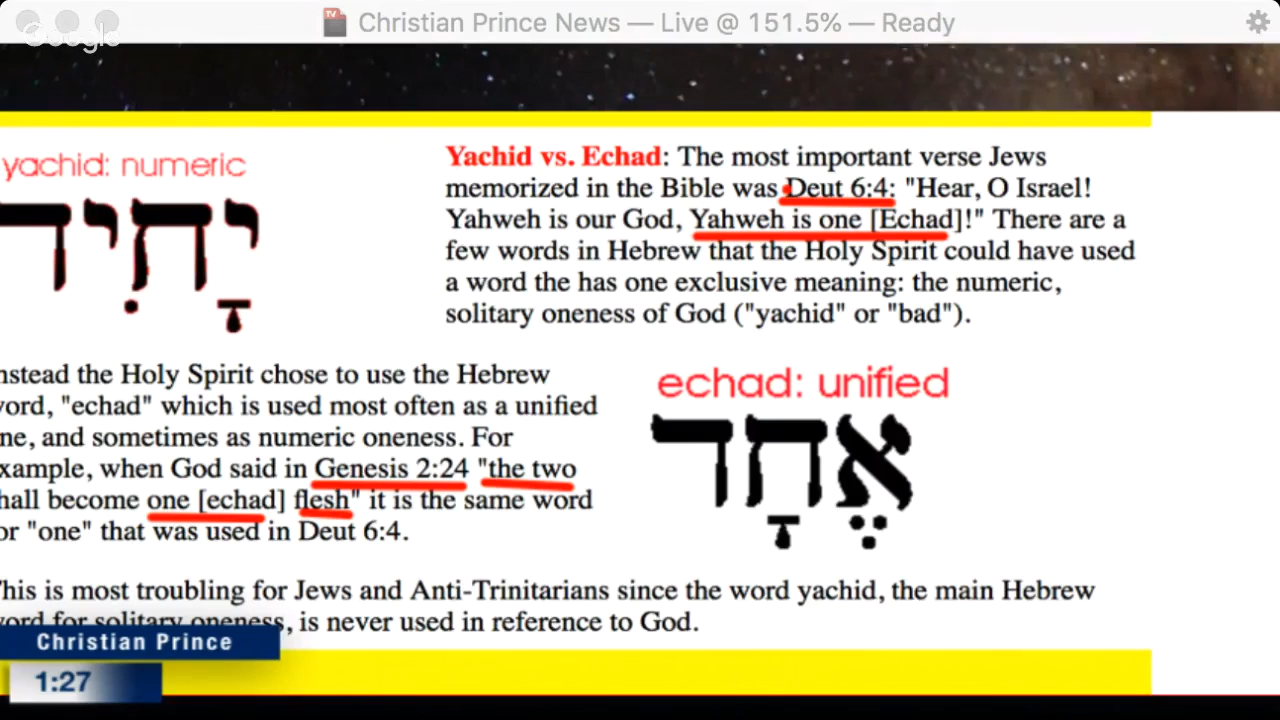 Christian Prince News — Live @ 151.5% — Ready
Google
yachid: numeric
יָחִיד
Yachid vs. Echad: The most important verse Jews
memorized in the Bible was Deut 6:4: "Hear, O Israel!
Yahweh is our God, Yahweh is one [Echad]!" There are a
few words in Hebrew that the Holy Spirit could have used
a word the has one exclusive meaning: the numeric,
solitary oneness of God ("yachid" or "bad").
nstead the Holy Spirit chose to use the Hebrew
vord, "echad" which is used most often as a unified
ne, and sometimes as numeric oneness. For
xample, when God said in Genesis 2:24 "the two
hall become one [echad] flesh" it is the same word
or "one" that was used in Deut 6:4.
echad: unified
אֶחָד
This is most troubling for Jews and Anti-Trinitarians since the word yachid, the main Hebrew
word for solitary oneness, is never used in reference to God.
Christian Prince
1:27